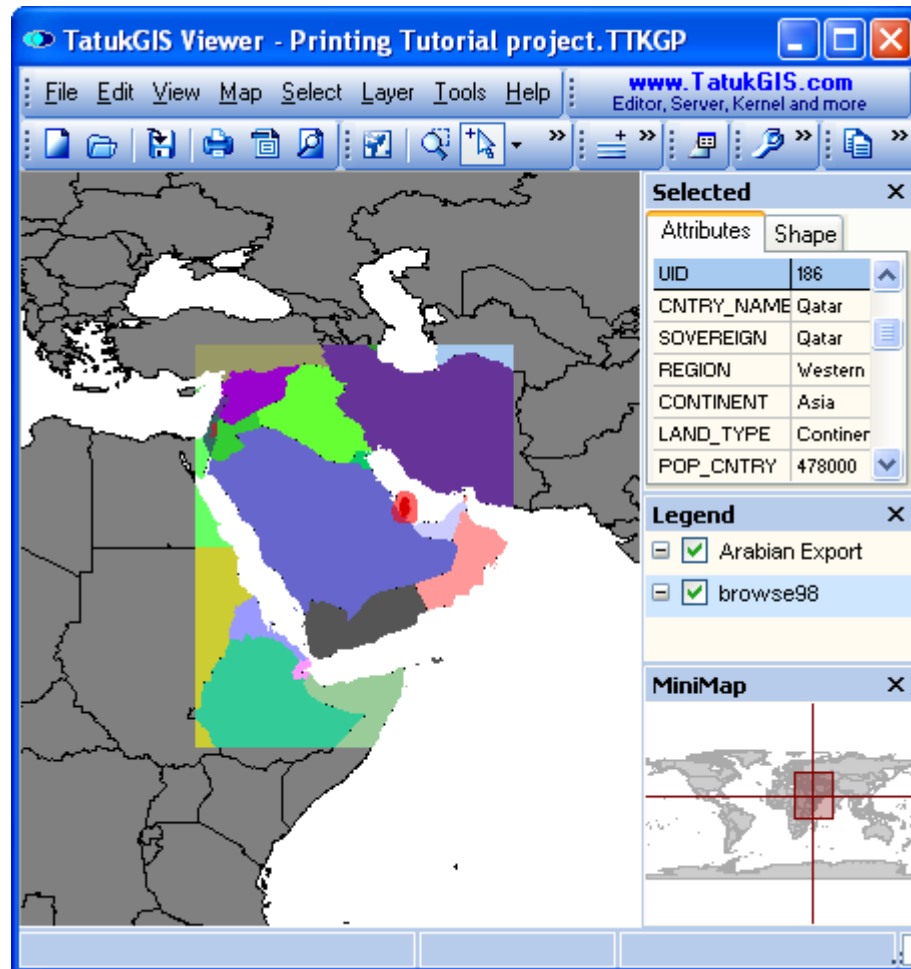 TatukGIS Viewer - Printing Tutorial project.TTKGP
File Edit View Map Select Layer Tools Help
www.TatukGIS.com
Editor, Server, Kernel and more
Selected
Attributes Shape
UID 186
CNTRY_NAME Qatar
SOVEREIGN Qatar
REGION Western
CONTINENT Asia
LAND_TYPE Continer
POP_CNTRY 478000
Legend
Arabian Export
browse98
MiniMap